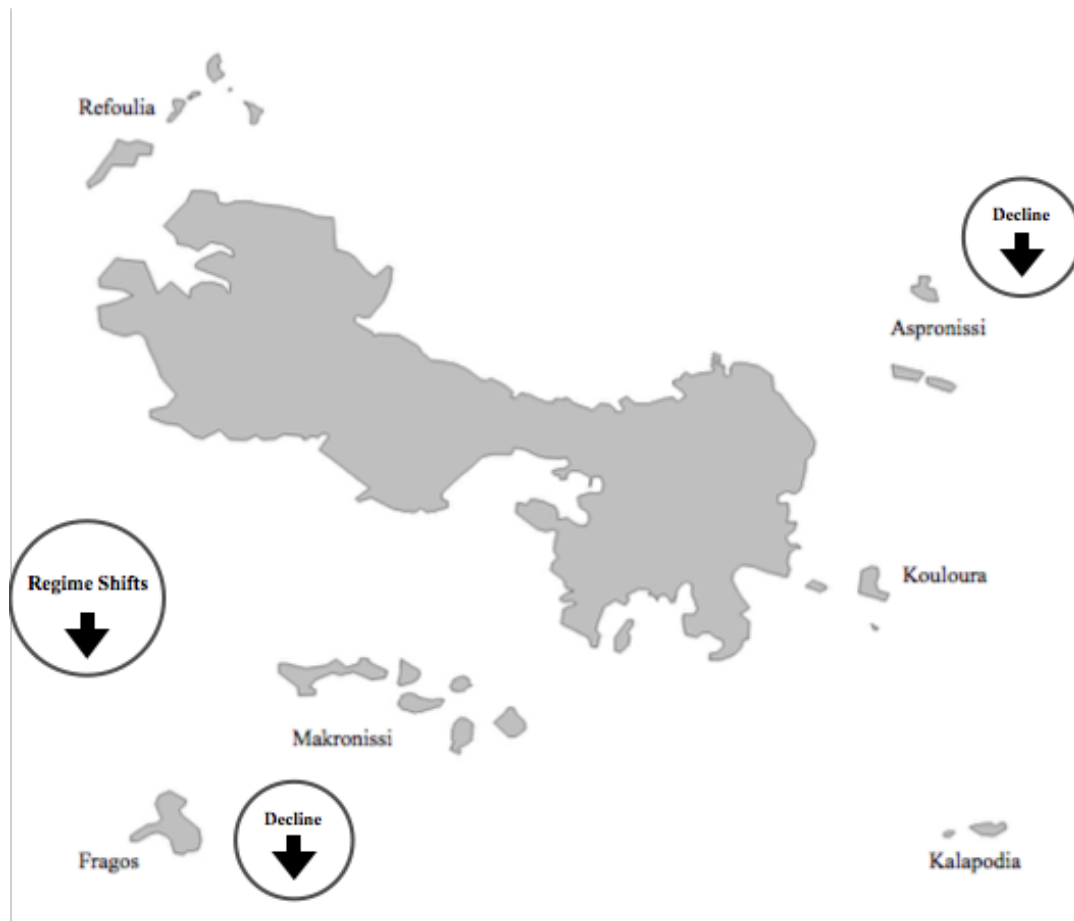 Refoulia
Decline
Aspronissi
Kouloura
Regime Shifts
Makronissi
Decline
Fragos
Kalapodia